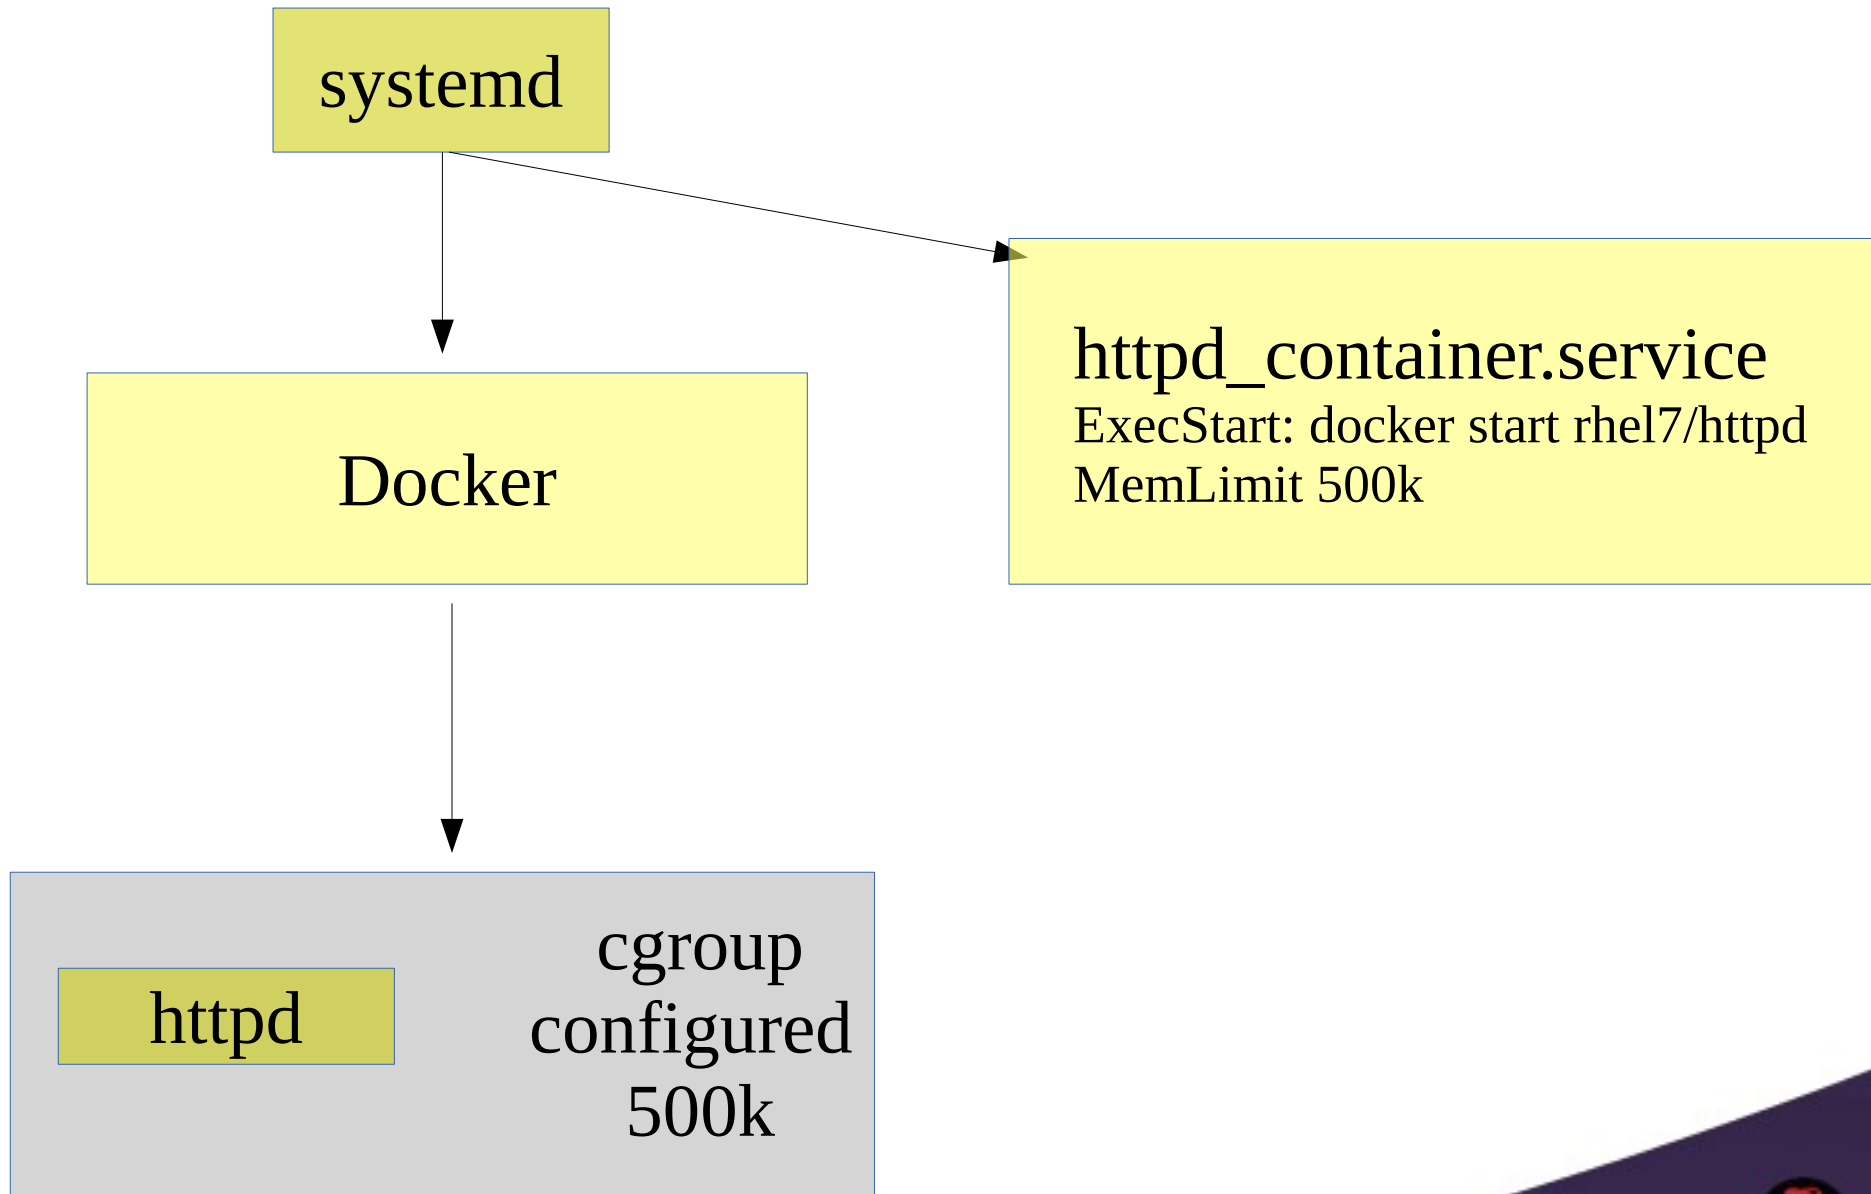 systemd
httpd_container.service
ExecStart: docker start rhel7/httpd
MemLimit 500k
Docker
httpd
cgroup
configured
500k